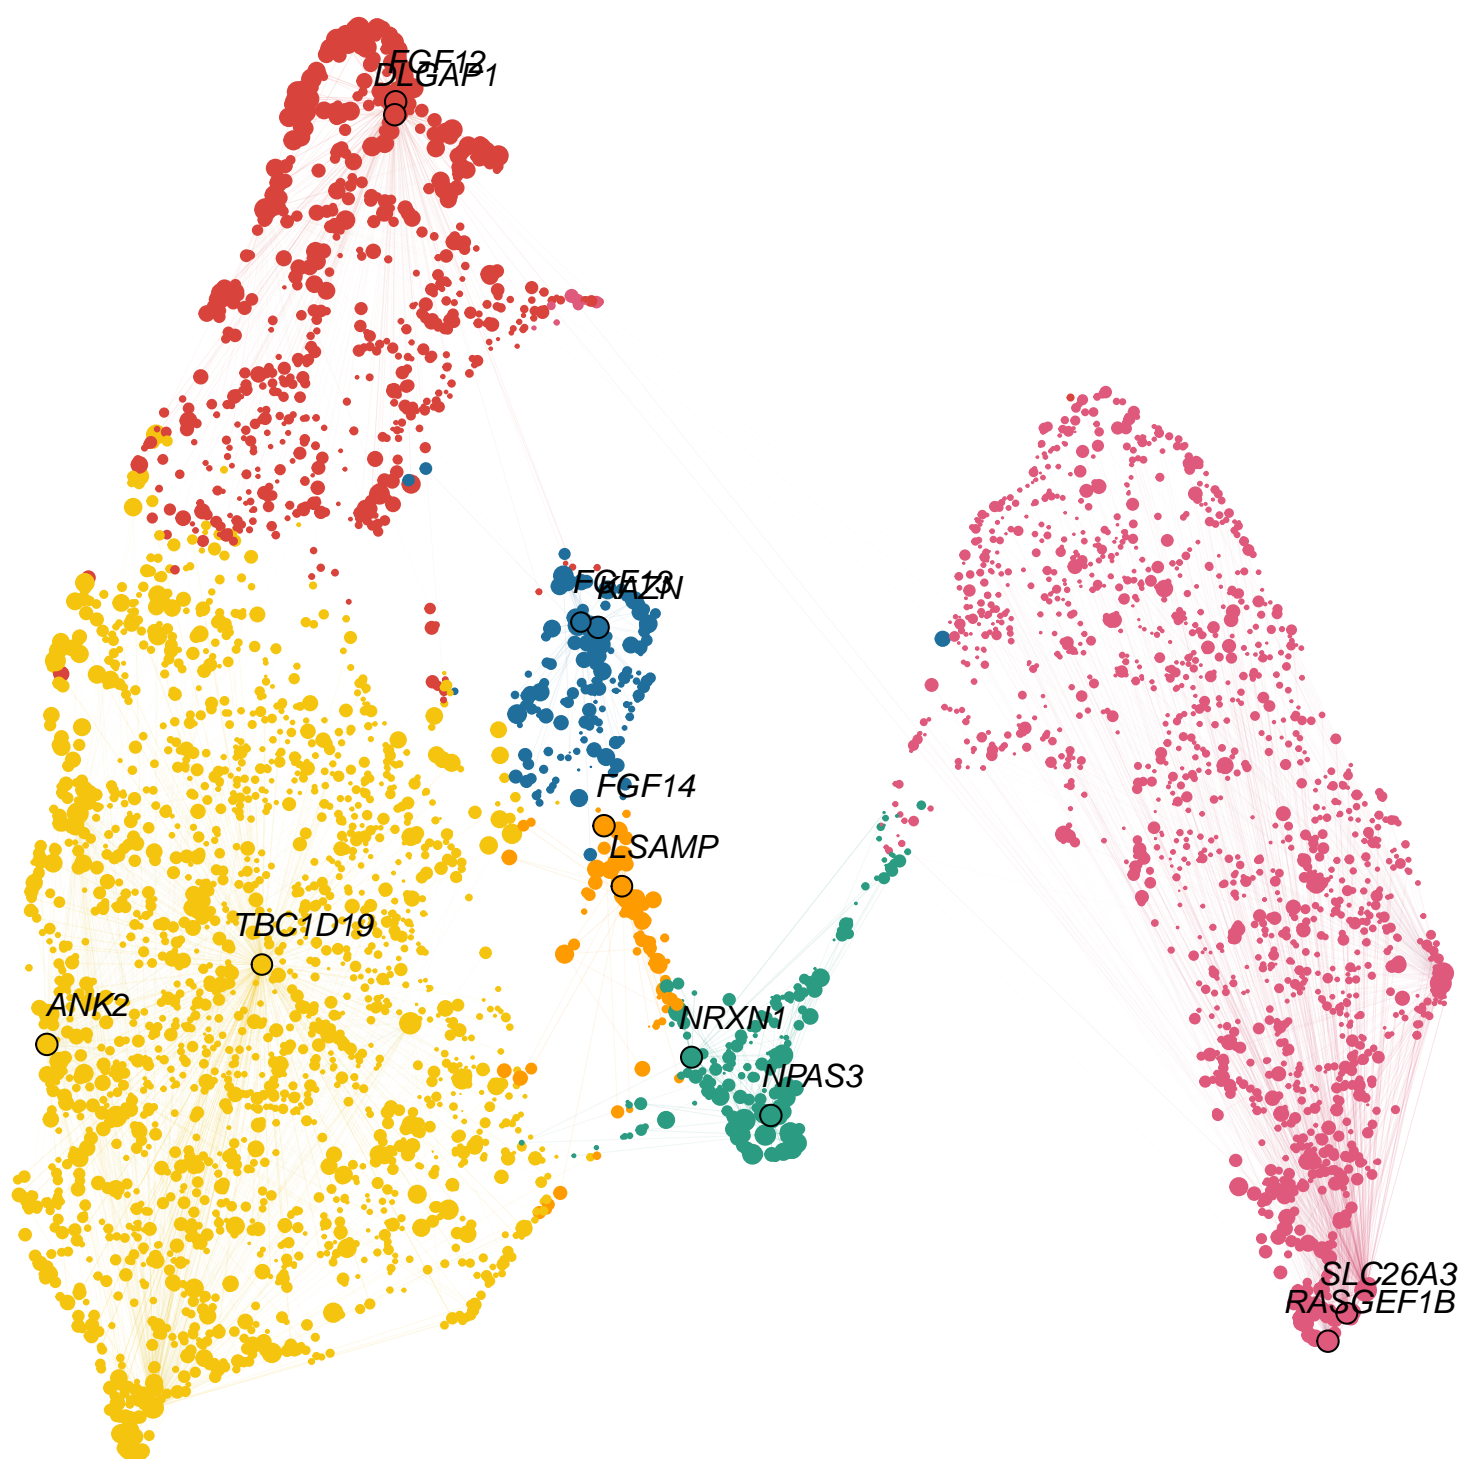 FGF12
DLGAP1
FGF13
KAZN
FGF14
LSAMP
TBC1D19
ANK2
NRXN1
NPAS3
SLC26A3
RASGEF1B